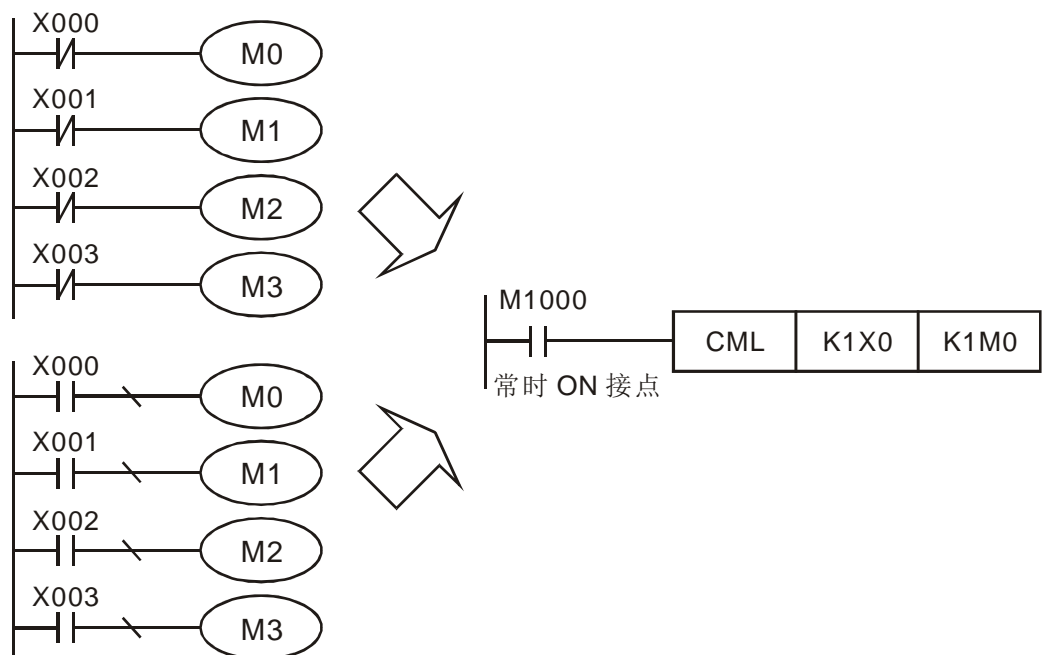 X000
M0
X001
M1
X002
M2
X003
M3
M1000
CML K1X0 K1M0
常时 ON 接点
X000
M0
X001
M1
X002
M2
X003
M3